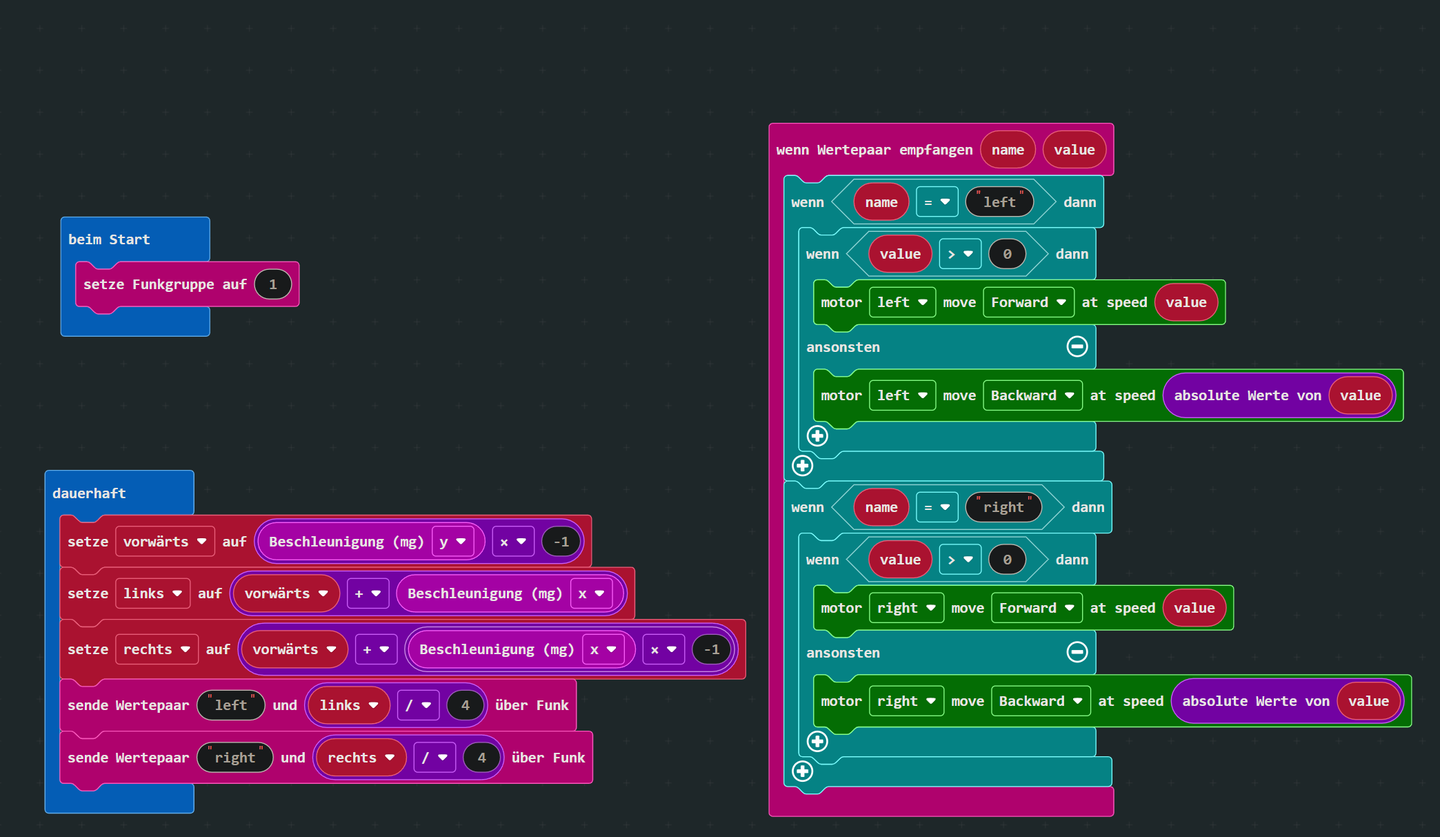 beim Start
setze Funkgruppe auf 1
dauerhaft
setze vorwärts auf Beschleunigung (mg) y × -1
setze links auf vorwärts + Beschleunigung (mg) x
setze rechts auf vorwärts + Beschleunigung (mg) x × -1
sende Wertepaar "left" und links / 4 über Funk
sende Wertepaar "right" und rechts / 4 über Funk
wenn Wertepaar empfangen name value
wenn name = "left" dann
wenn value > 0 dann
motor left move Forward at speed value
ansonsten
motor left move Backward at speed absolute Werte von value
wenn name = "right" dann
wenn value > 0 dann
motor right move Forward at speed value
ansonsten
motor right move Backward at speed absolute Werte von value